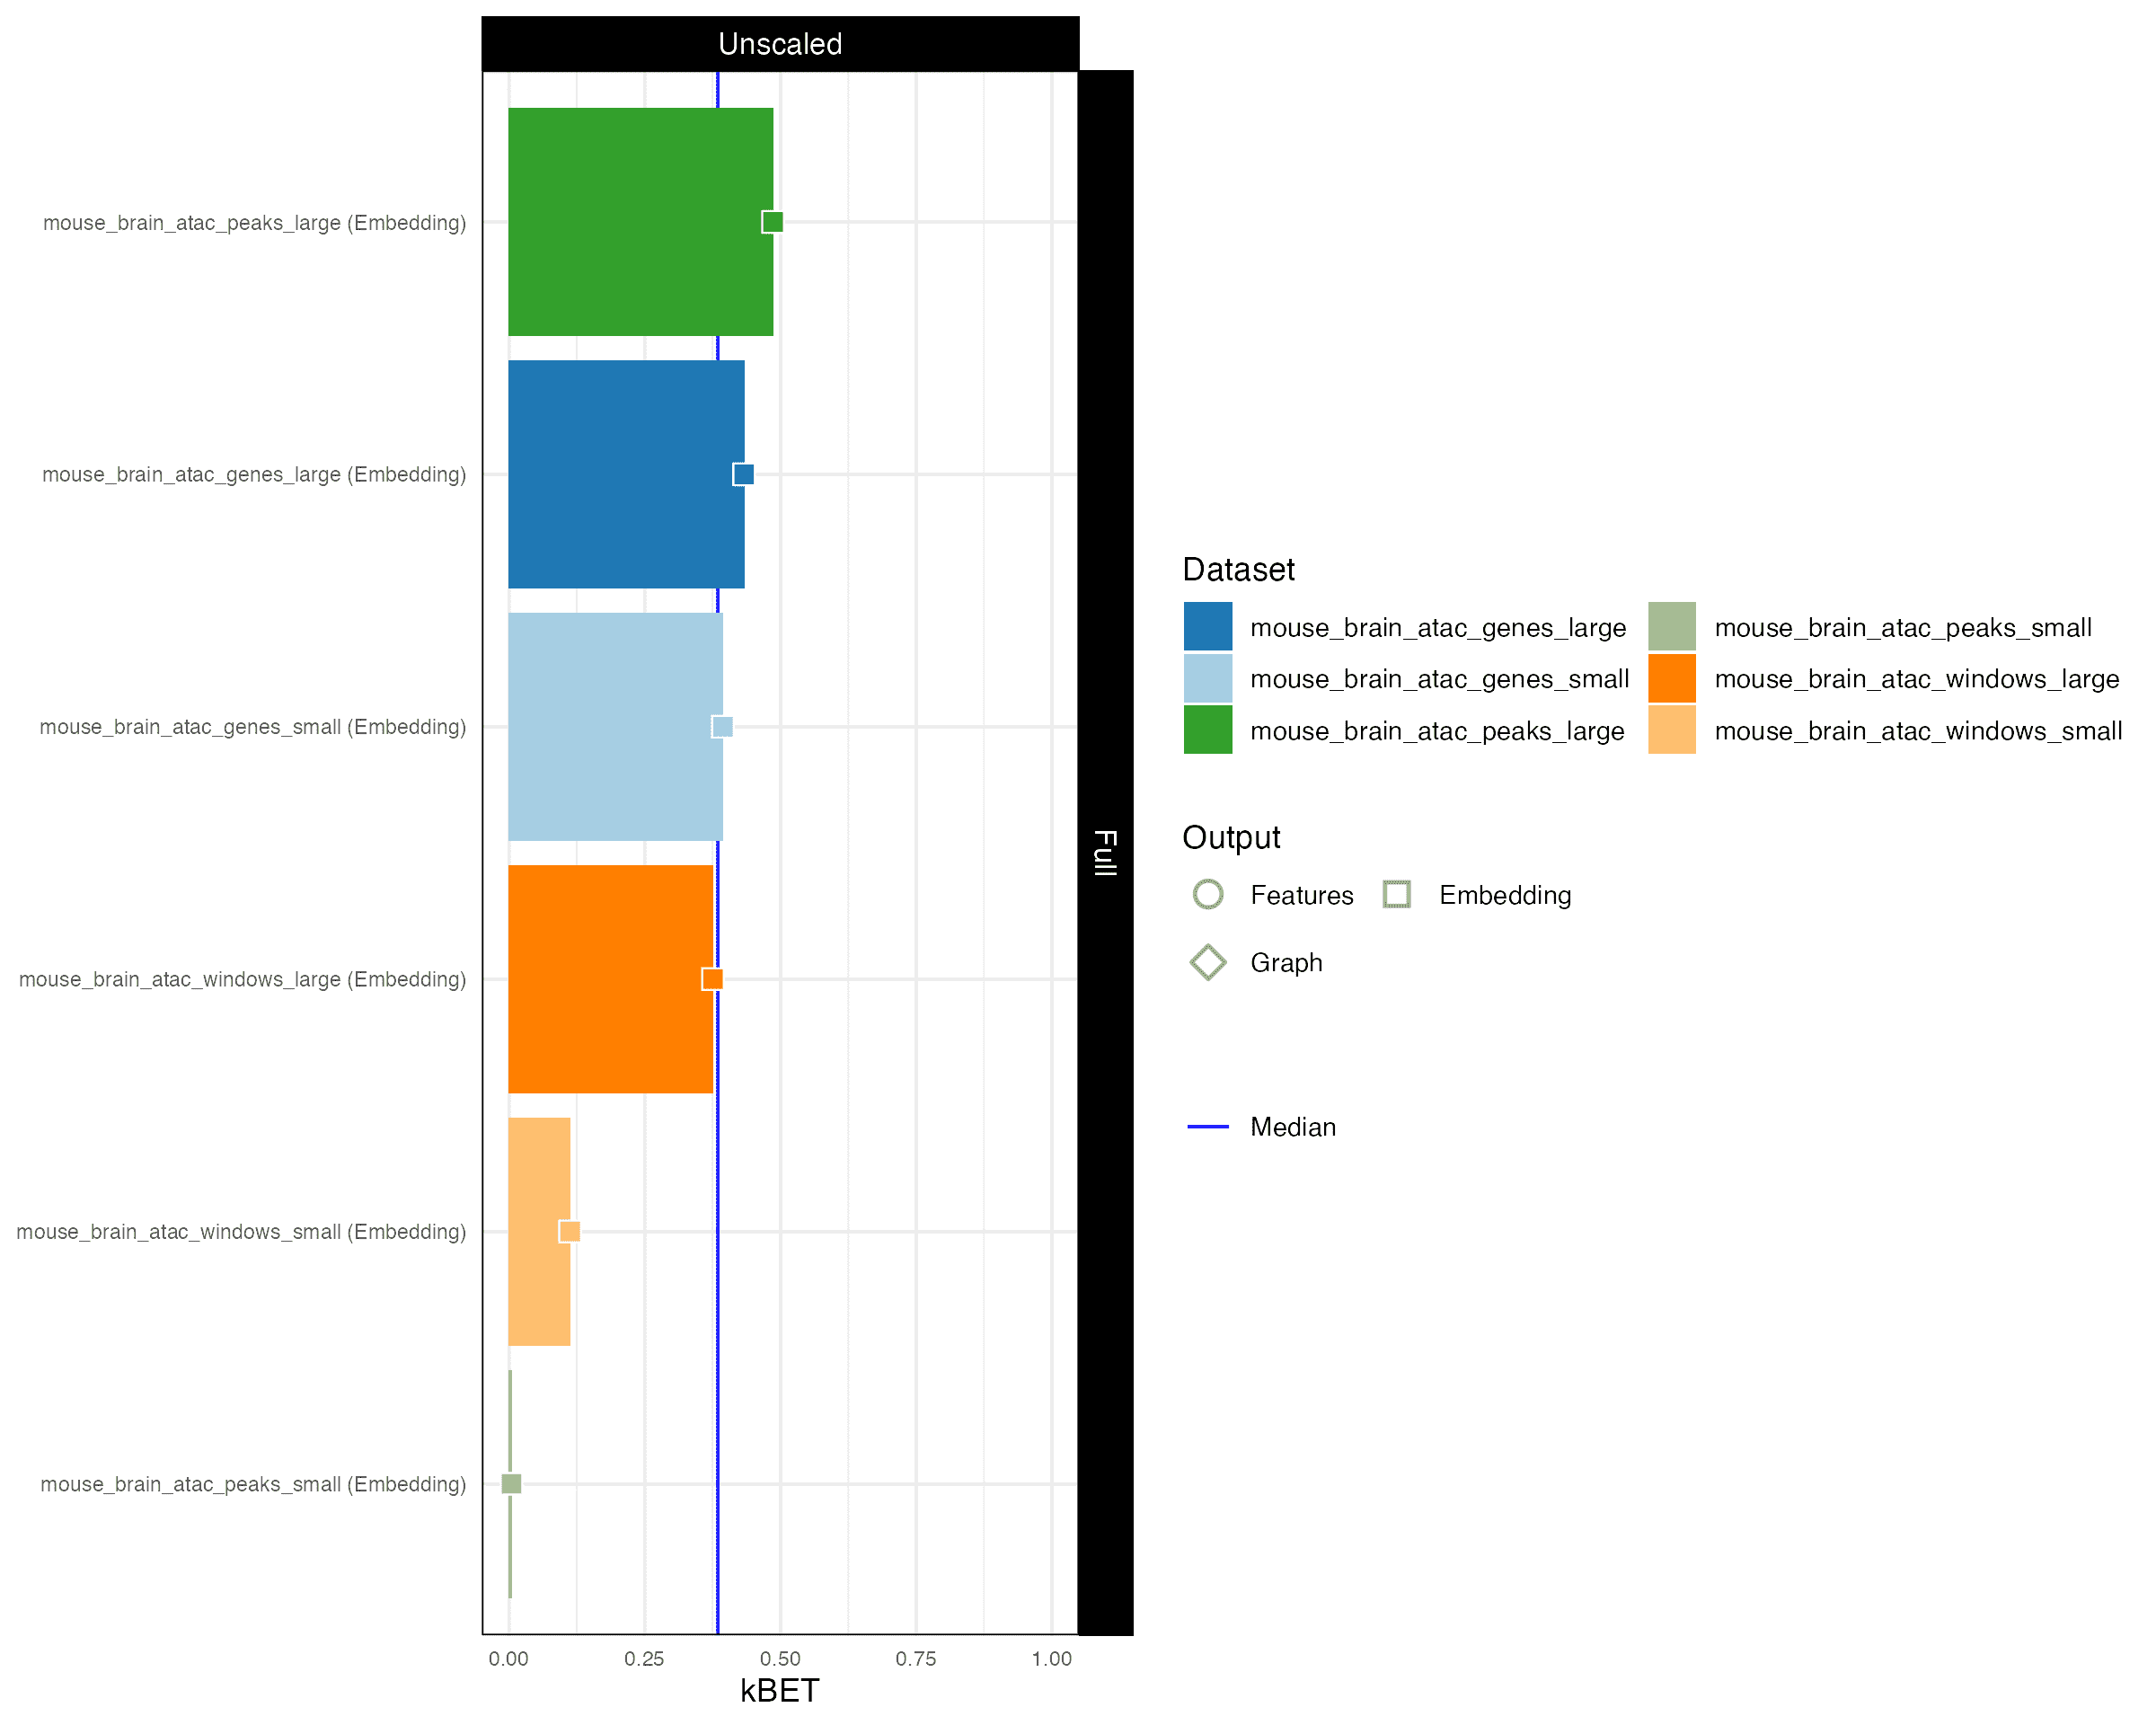 Unscaled
mouse_brain_atac_peaks_large (Embedding)
mouse_brain_atac_genes_large (Embedding)
mouse_brain_atac_genes_small (Embedding)
mouse_brain_atac_windows_large (Embedding)
mouse_brain_atac_windows_small (Embedding)
mouse_brain_atac_peaks_small (Embedding)
0.00 0.25 0.50 0.75 1.00
kBET
Full
Dataset
mouse_brain_atac_genes_large mouse_brain_atac_peaks_small
mouse_brain_atac_genes_small mouse_brain_atac_windows_large
mouse_brain_atac_peaks_large mouse_brain_atac_windows_small
Output
Features Embedding
Graph
Median